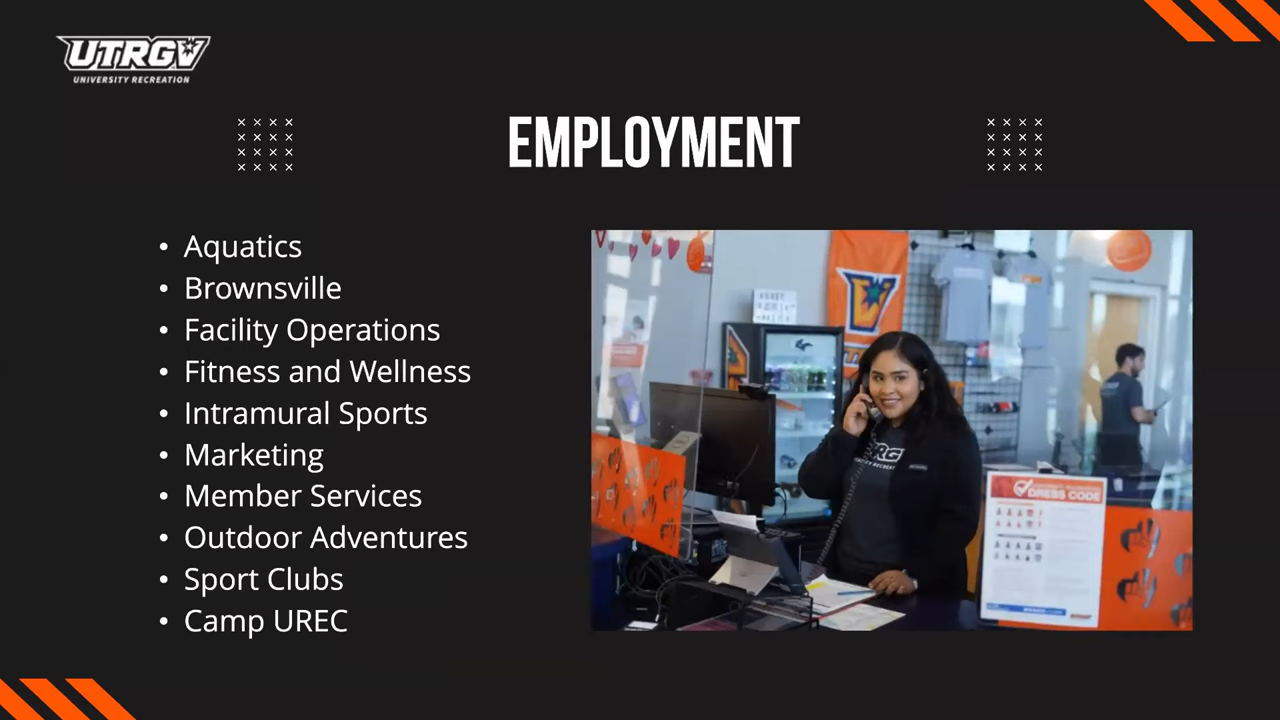 UTRGV
UNIVERSITY RECREATION
EMPLOYMENT
• Aquatics
• Brownsville
• Facility Operations
• Fitness and Wellness
• Intramural Sports
• Marketing
• Member Services
• Outdoor Adventures
• Sport Clubs
• Camp UREC
DRESS CODE